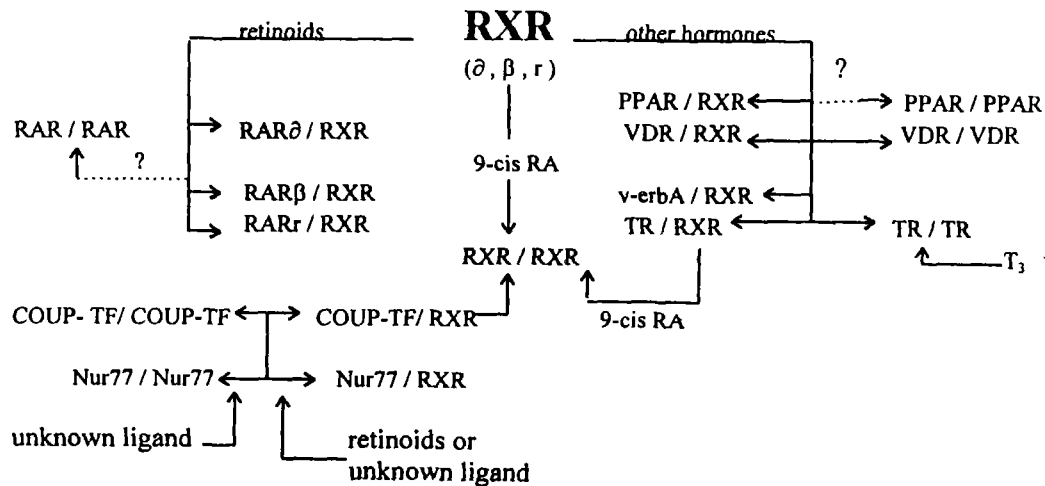 RXR
retinoids
other hormones
(∂, β, r)
?
PPAR / RXR
PPAR / PPAR
RAR / RAR
RAR∂ / RXR
VDR / RXR
VDR / VDR
?
9-cis RA
RARβ / RXR
v-erbA / RXR
RARr / RXR
TR / RXR
TR / TR
RXR / RXR
T₃
COUP- TF/ COUP-TF
COUP-TF/ RXR
9-cis RA
Nur77 / Nur77
Nur77 / RXR
unknown ligand
retinoids or
unknown ligand